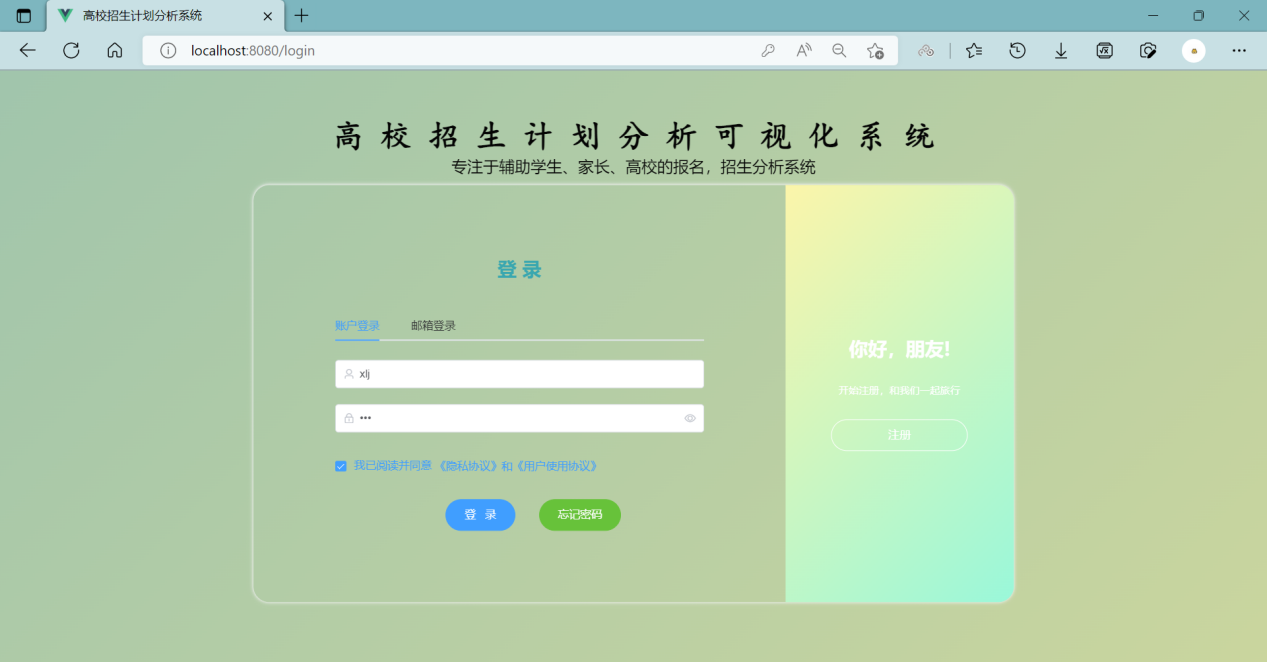 高校招生计划分析系统
localhost:8080/login
高校招生计划分析可视化系统
专注于辅助学生、家长、高校的报名，招生分析系统
登 录
账户登录 邮箱登录
xlj
•••
我已阅读并同意 《隐私协议》和《用户使用协议》
登 录 忘记密码
你好，朋友!
开始注册，和我们一起旅行
注册